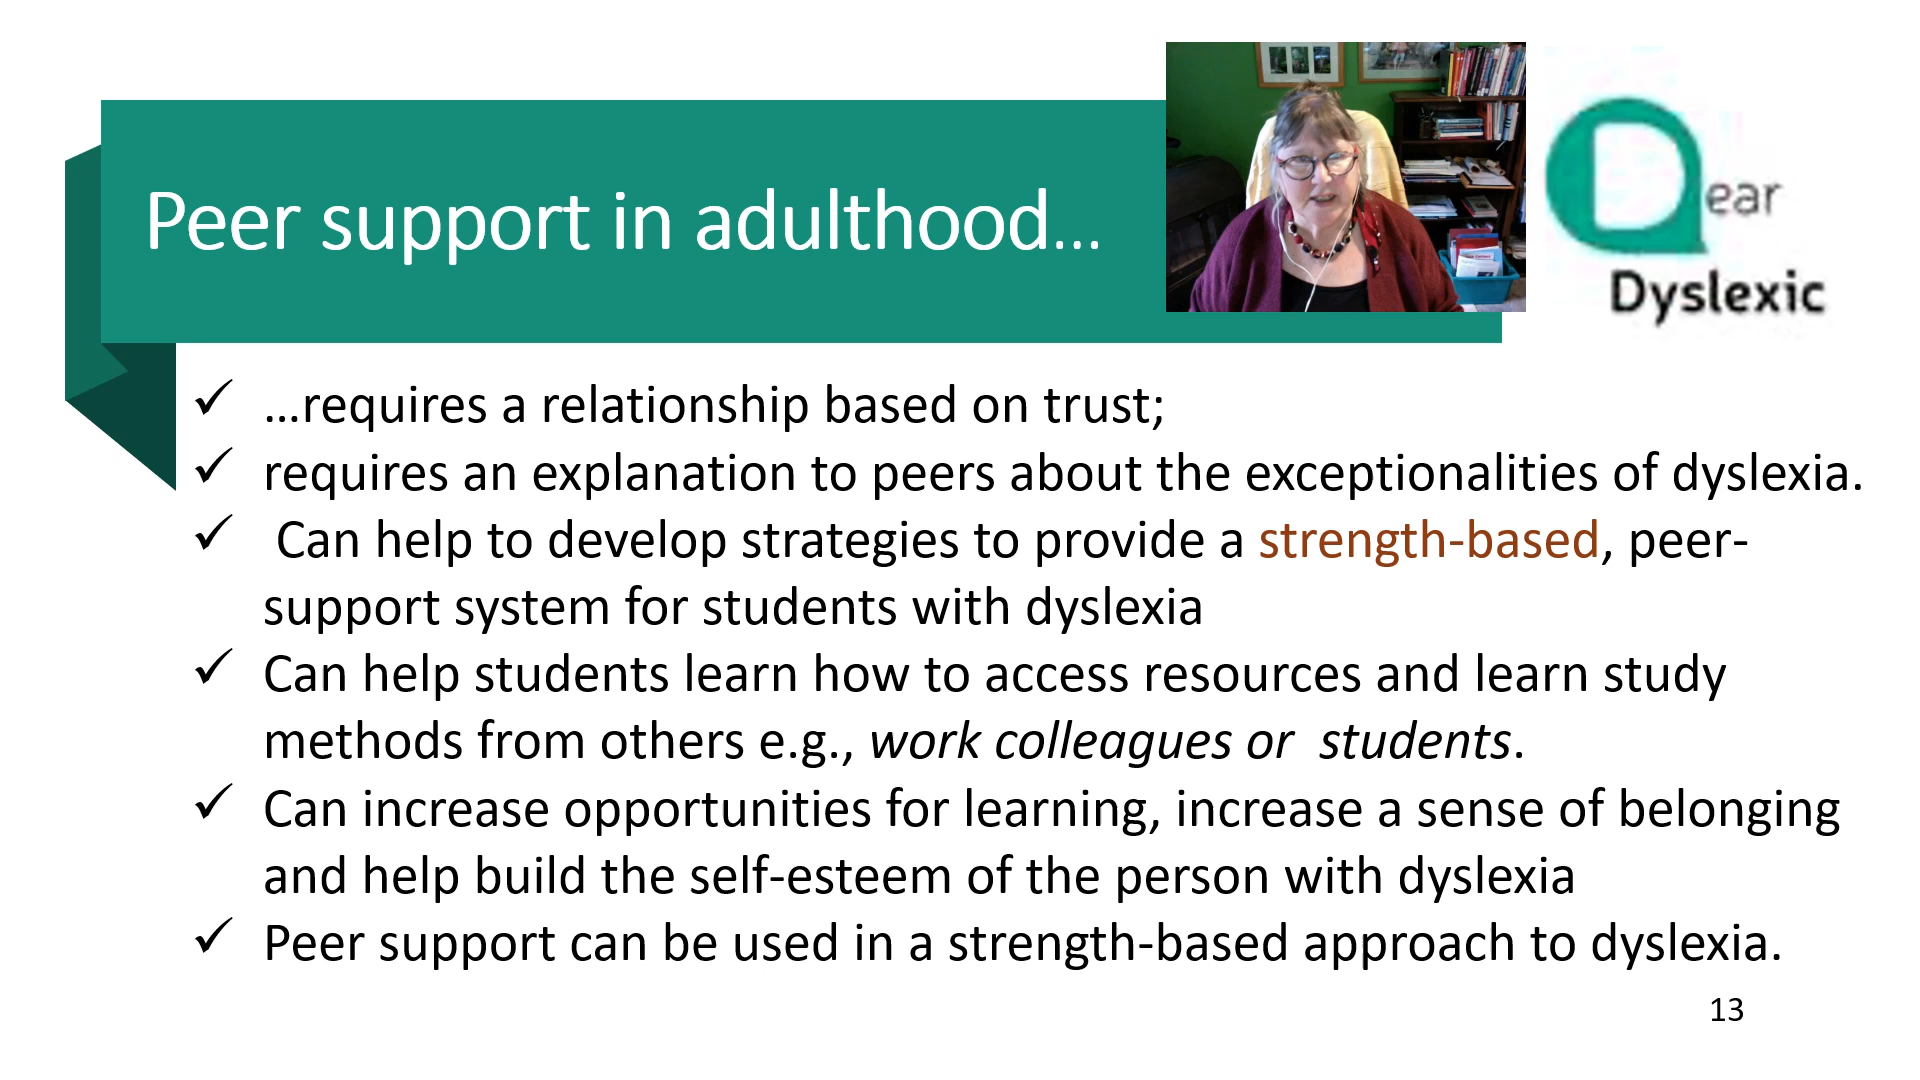 Peer support in adulthood...
Dear
Dyslexic
✓ ...requires a relationship based on trust;
✓ requires an explanation to peers about the exceptionalities of dyslexia.
✓ Can help to develop strategies to provide a strength-based, peer-
support system for students with dyslexia
✓ Can help students learn how to access resources and learn study
methods from others e.g., work colleagues or  students.
✓ Can increase opportunities for learning, increase a sense of belonging
and help build the self-esteem of the person with dyslexia
✓ Peer support can be used in a strength-based approach to dyslexia.
13